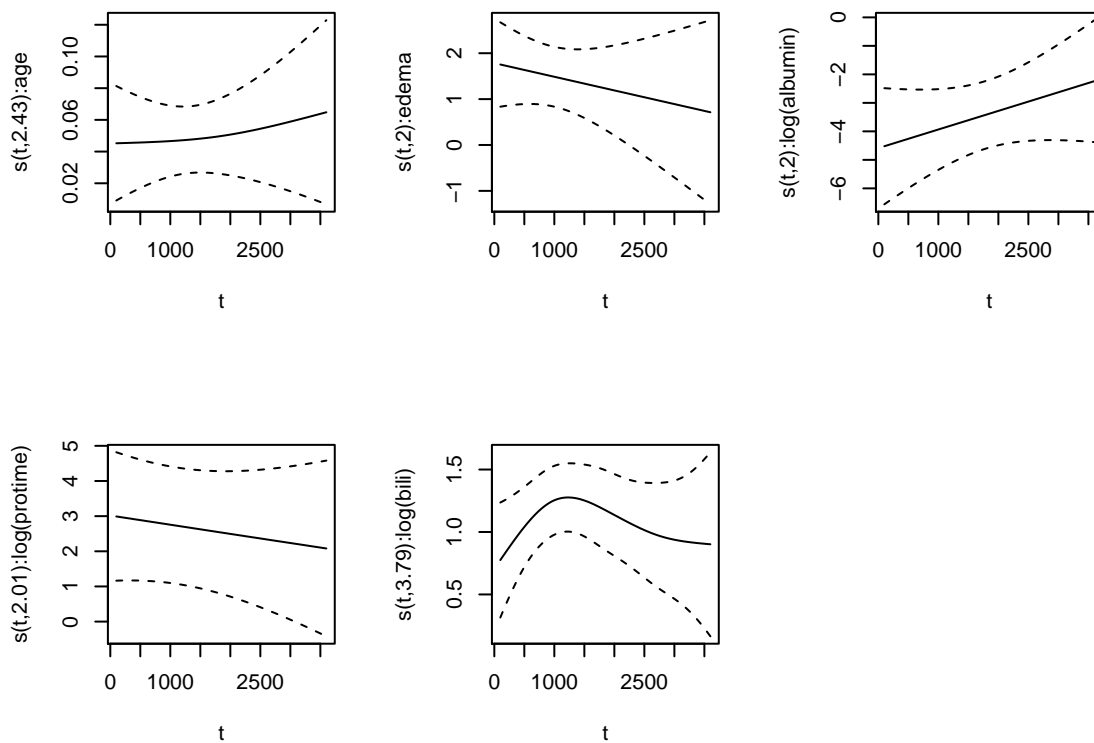 s(t,2.43):age
0.02 0.06 0.10
0 1000 2500
t
s(t,2):edema
−1 0 1 2
0 1000 2500
t
s(t,2):log(albumin)
−6 −4 −2 0
0 1000 2500
t
s(t,2.01):log(protime)
0 1 2 3 4 5
0 1000 2500
t
s(t,3.79):log(bili)
0.5 1.0 1.5
0 1000 2500
t